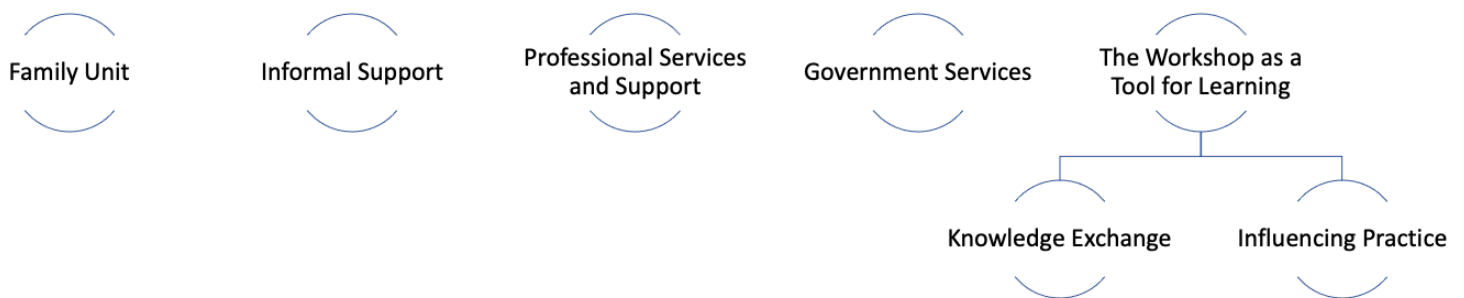 Family Unit
Informal Support
Professional Services
and Support
Government Services
The Workshop as a
Tool for Learning
Knowledge Exchange
Influencing Practice